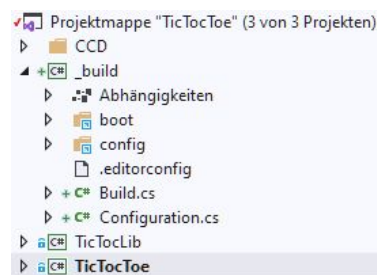 Projektmappe "TicTocToe" (3 von 3 Projekten)
CCD
C# _build
Abhängigkeiten
boot
config
.editorconfig
C# Build.cs
C# Configuration.cs
C# TicTocLib
C# TicTocToe